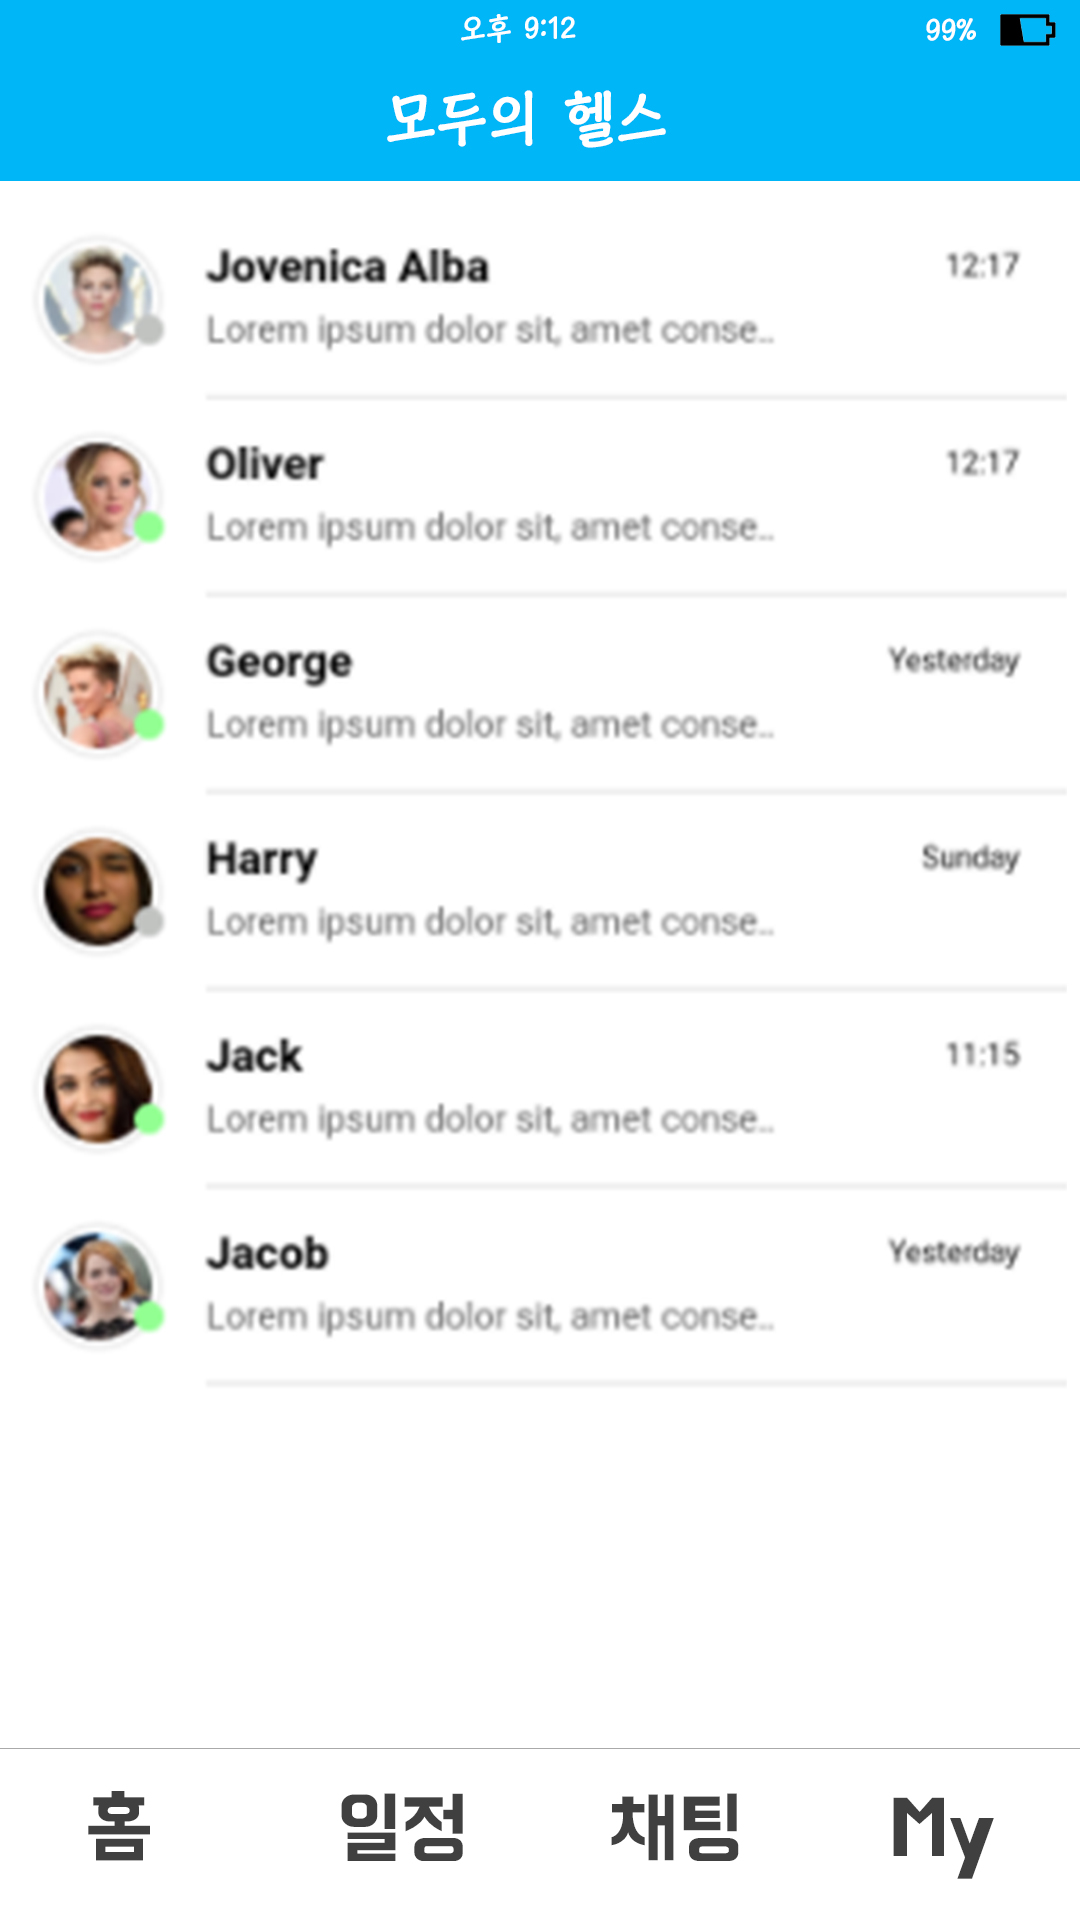 오후 9:12
99%
모두의 헬스
Jovenica Alba
12:17
Lorem ipsum dolor sit, amet conse..
Oliver
12:17
Lorem ipsum dolor sit, amet conse..
George
Yesterday
Lorem ipsum dolor sit, amet conse..
Harry
Sunday
Lorem ipsum dolor sit, amet conse..
Jack
11:15
Lorem ipsum dolor sit, amet conse..
Jacob
Yesterday
Lorem ipsum dolor sit, amet conse..
홈 일정 채팅 My